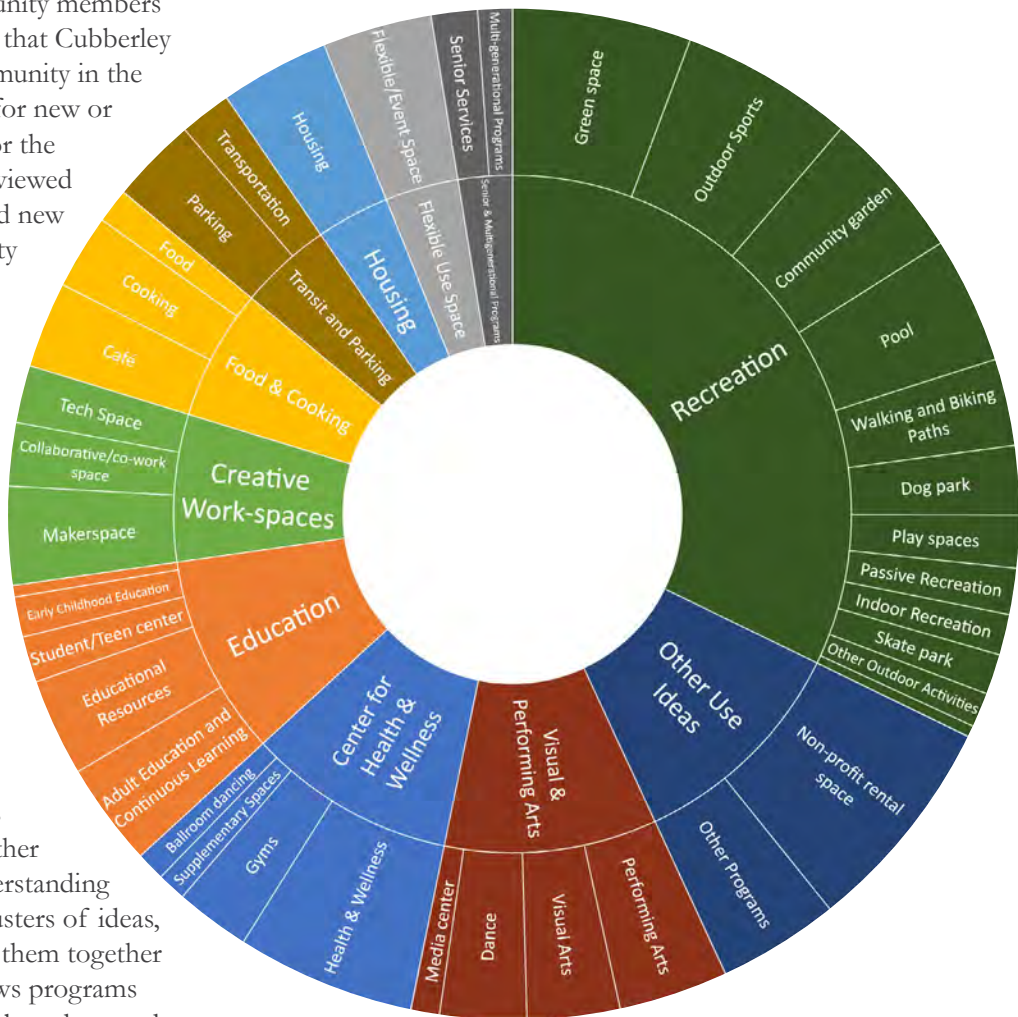 unity members
that Cubberley
munity in the
for new or
or the
viewed
d new
ty
ther
erstanding
usters of ideas,
them together
ws programs
Recreation
Green space
Outdoor Sports
Community garden
Pool
Walking and Biking
Paths
Dog park
Play spaces
Passive Recreation
Indoor Recreation
Skate park
Other Outdoor Activities
Other Use
Ideas
Non-profit rental
space
Other Programs
Visual &
Performing Arts
Performing Arts
Visual Arts
Dance
Media center
Center for
Health &
Wellness
Health & Wellness
Gyms
Supplementary Spaces
Ballroom dancing
Education
Adult Education and
Continuous Learning
Educational
Resources
Student/Teen center
Early Childhood Education
Creative
Work-spaces
Makerspace
Collaborative/co-work
space
Tech Space
Food & Cooking
Café
Cooking
Food
Transit and Parking
Parking
Transportation
Housing
Housing
Flexible Use Space
Flexible/Event Space
Senior & Multigenerational Programs
Senior Services
Multi-generational Programs